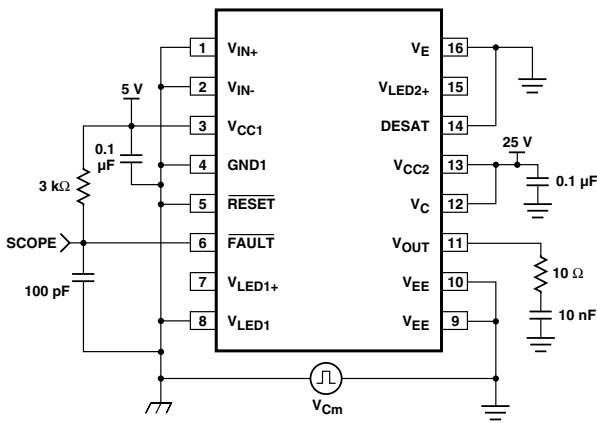 1 V_IN+ V_E 16
2 V_IN- V_LED2+ 15
5 V
3 V_CC1 DESAT 14
0.1 µF
25 V
4 GND1 V_CC2 13
0.1 µF
3 kΩ
5 R̅E̅S̅E̅T̅ V_C 12
SCOPE
6 F̅A̅U̅L̅T̅ V_OUT 11
10 Ω
100 pF
7 V_LED1+ V_EE 10
10 nF
8 V_LED1 V_EE 9
V_Cm